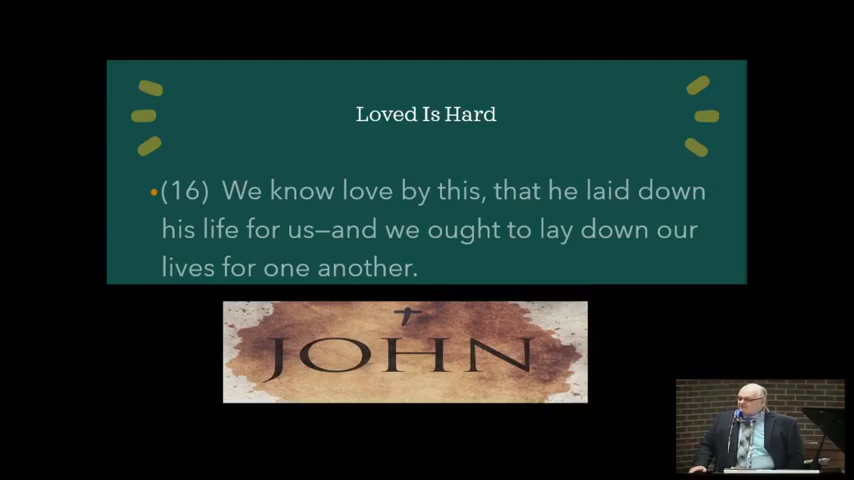 Loved Is Hard
•(16) We know love by this, that he laid down
his life for us—and we ought to lay down our
lives for one another.
JOHN